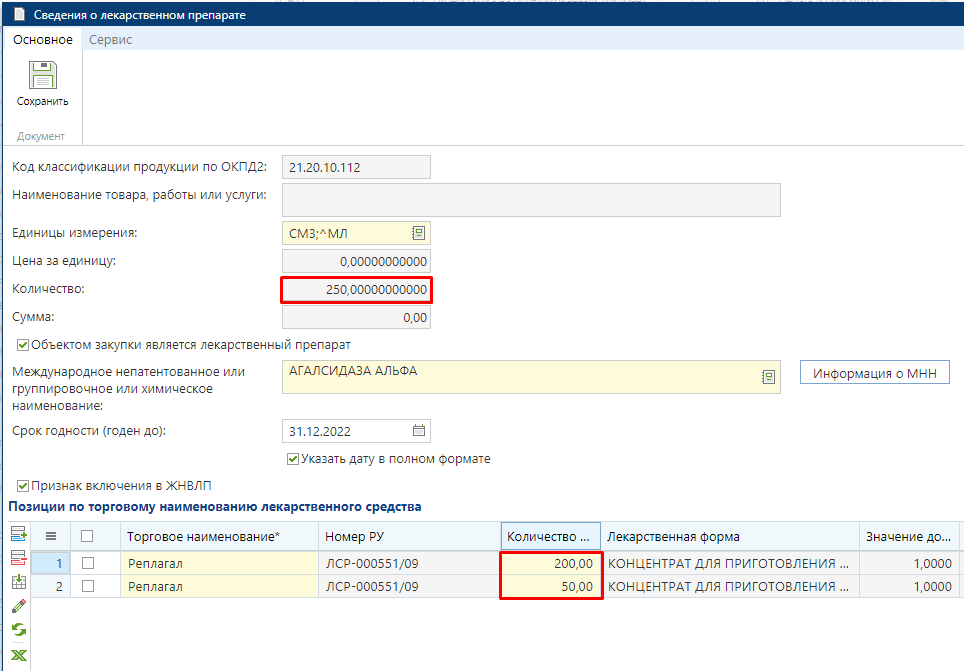 Сведения о лекарственном препарате
Основное Сервис
Сохранить
Документ
Код классификации продукции по ОКПД2: 21.20.10.112
Наименование товара, работы или услуги:
Единицы измерения: СМ3;^МЛ
Цена за единицу: 0,00000000000
Количество: 250,00000000000
Сумма: 0,00
Объектом закупки является лекарственный препарат
Международное непатентованное или
группировочное или химическое
наименование:
АГАЛСИДАЗА АЛЬФА
Информация о МНН
Срок годности (годен до): 31.12.2022
Указать дату в полном формате
Признак включения в ЖНВЛП
Позиции по торговому наименованию лекарственного средства
Торговое наименование* Номер РУ Количество ... Лекарственная форма Значение до...
1 Реплагал ЛСР-000551/09 200,00 КОНЦЕНТРАТ ДЛЯ ПРИГОТОВЛЕНИЯ ... 1,0000
2 Реплагал ЛСР-000551/09 50,00 КОНЦЕНТРАТ ДЛЯ ПРИГОТОВЛЕНИЯ ... 1,0000